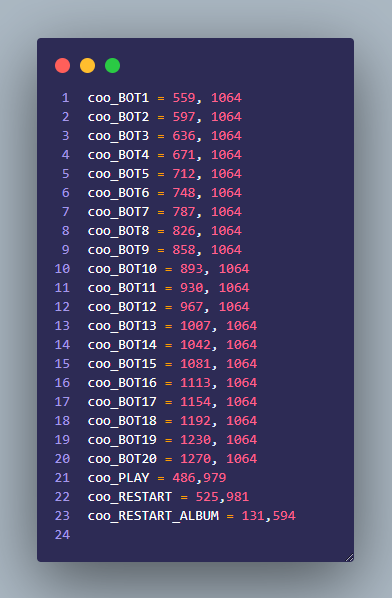 1 coo_BOT1 = 559, 1064
2 coo_BOT2 = 597, 1064
3 coo_BOT3 = 636, 1064
4 coo_BOT4 = 671, 1064
5 coo_BOT5 = 712, 1064
6 coo_BOT6 = 748, 1064
7 coo_BOT7 = 787, 1064
8 coo_BOT8 = 826, 1064
9 coo_BOT9 = 858, 1064
10 coo_BOT10 = 893, 1064
11 coo_BOT11 = 930, 1064
12 coo_BOT12 = 967, 1064
13 coo_BOT13 = 1007, 1064
14 coo_BOT14 = 1042, 1064
15 coo_BOT15 = 1081, 1064
16 coo_BOT16 = 1113, 1064
17 coo_BOT17 = 1154, 1064
18 coo_BOT18 = 1192, 1064
19 coo_BOT19 = 1230, 1064
20 coo_BOT20 = 1270, 1064
21 coo_PLAY = 486,979
22 coo_RESTART = 525,981
23 coo_RESTART_ALBUM = 131,594
24